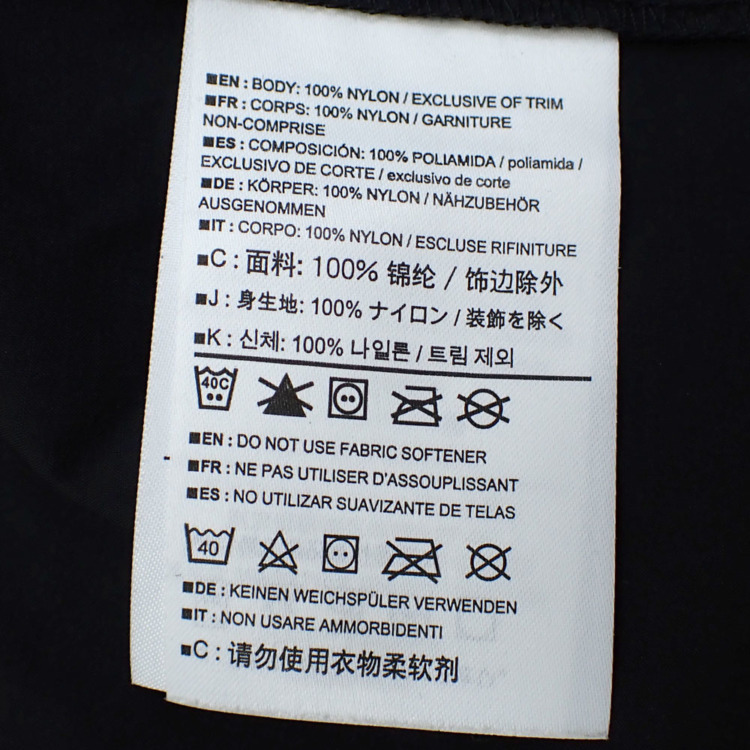 ■EN : BODY: 100% NYLON / EXCLUSIVE OF TRIM
■FR : CORPS: 100% NYLON / GARNITURE
NON-COMPRISE
■ES : COMPOSICIÓN: 100% POLIAMIDA / poliamida /
EXCLUSIVO DE CORTE / exclusivo de corte
■DE : KÖRPER: 100% NYLON / NÄHZUBEHÖR
AUSGENOMMEN
■IT : CORPO: 100% NYLON / ESCLUSE RIFINITURE
■C : 面料: 100% 锦纶 / 饰边除外
■J : 身生地: 100% ナイロン / 装飾を除く
■K : 신체: 100% 나일론 / 트림 제외
40C
■EN : DO NOT USE FABRIC SOFTENER
■FR : NE PAS UTILISER D'ASSOUPLISSANT
■ES : NO UTILIZAR SUAVIZANTE DE TELAS
40
■DE : KEINEN WEICHSPÜLER VERWENDEN
■IT : NON USARE AMMORBIDENTI
■C : 请勿使用衣物柔软剂